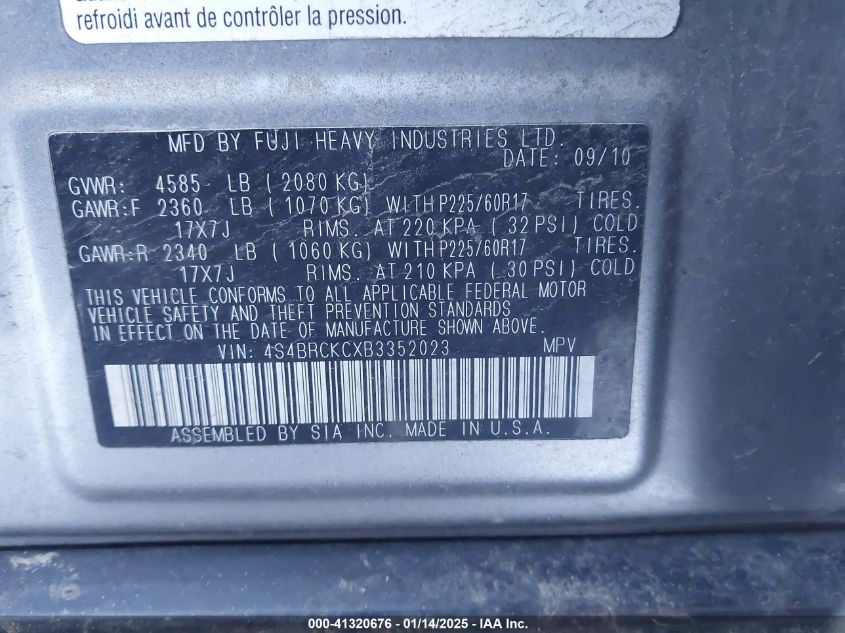 refroidi avant de contrôler la pression.
MFD BY FUJI HEAVY INDUSTRIES LTD.
DATE: 09/10
GVWR: 4585 LB ( 2080 KG)
GAWR:F 2360 LB ( 1070 KG) WITH P225/60R17 TIRES.
17X7J RIMS. AT 220 KPA ( 32 PSI) COLD
GAWR:R 2340 LB ( 1060 KG) WITH P225/60R17 TIRES.
17X7J RIMS. AT 210 KPA ( 30 PSI) COLD
THIS VEHICLE CONFORMS TO ALL APPLICABLE FEDERAL MOTOR
VEHICLE SAFETY AND THEFT PREVENTION STANDARDS
IN EFFECT ON THE DATE OF MANUFACTURE SHOWN ABOVE.
VIN: 4S4BRCKCXB3352023 MPV
ASSEMBLED BY SIA INC. MADE IN U.S.A.
000-41320676 - 01/14/2025 - IAA Inc.